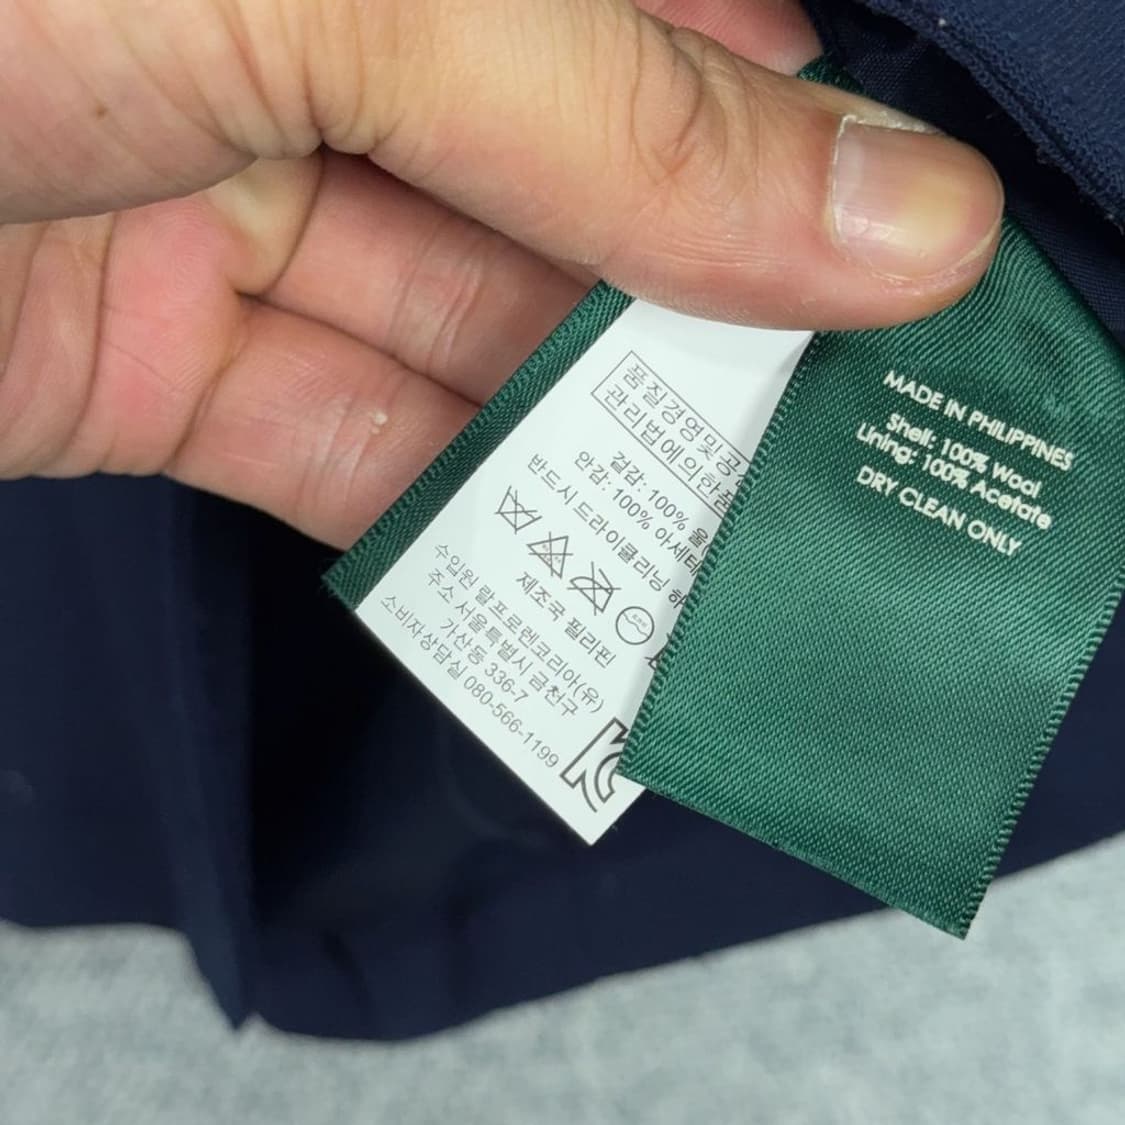 품질경영및공
관리법에의한품
겉감: 100% 울
안감: 100% 아세테
반드시 드라이클리닝 하
제조국 필리핀
수입원 랄프로렌코리아(유)
주소 서울특별시 금천구
가산동 336-7
소비자상담실 080-566-1199
MADE IN PHILIPPINES
Shell: 100% Wool
Lining: 100% Acetate
DRY CLEAN ONLY